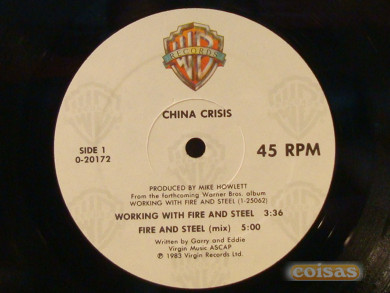 RECORDS
CHINA CRISIS
SIDE 1
0-20172
45 RPM
PRODUCED BY MIKE HOWLETT
From the forthcoming Warner Bros. album
WORKING WITH FIRE AND STEEL (1-25062)
WORKING WITH FIRE AND STEEL 3:36
FIRE AND STEEL (mix) 5:00
Written by Garry and Eddie
Virgin Music ASCAP
℗ 1983 Virgin Records Ltd.
coisas